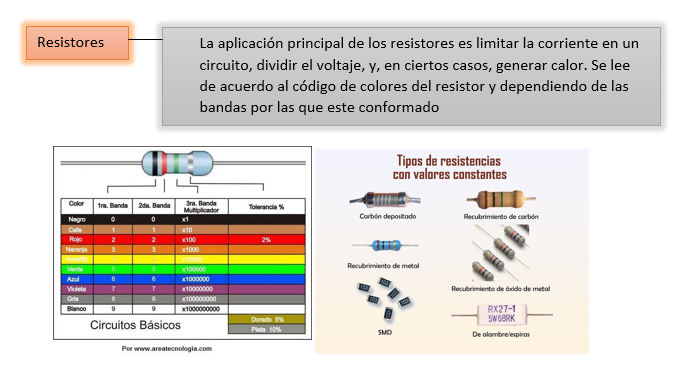 Resistores
La aplicación principal de los resistores es limitar la corriente en un
circuito, dividir el voltaje, y, en ciertos casos, generar calor. Se lee
de acuerdo al código de colores del resistor y dependiendo de las
bandas por las que este conformado
Color 1ra. Banda 2da. Banda 3ra. Banda Multiplicador Tolerancia %
Negro 0 0 x1
Cafe 1 1 x10
Rojo 2 2 x100 2%
Naranja 3 3 x1000
Verde 5 5 x100000
Azul 6 6 x1000000
Violeta 7 7 x10000000
Gris 8 8 x100000000
Blanco 9 9 x1000000000
Dorado 5%
Plata 10%
Circuitos Básicos
Por www.areatecnologia.com
Tipos de resistencias
con valores constantes
Carbón depositado
Recubrimiento de carbón
Recubrimiento de metal
Recubrimiento de óxido de metal
SMD
RX27-1
5W68RK
De alambre/espiras